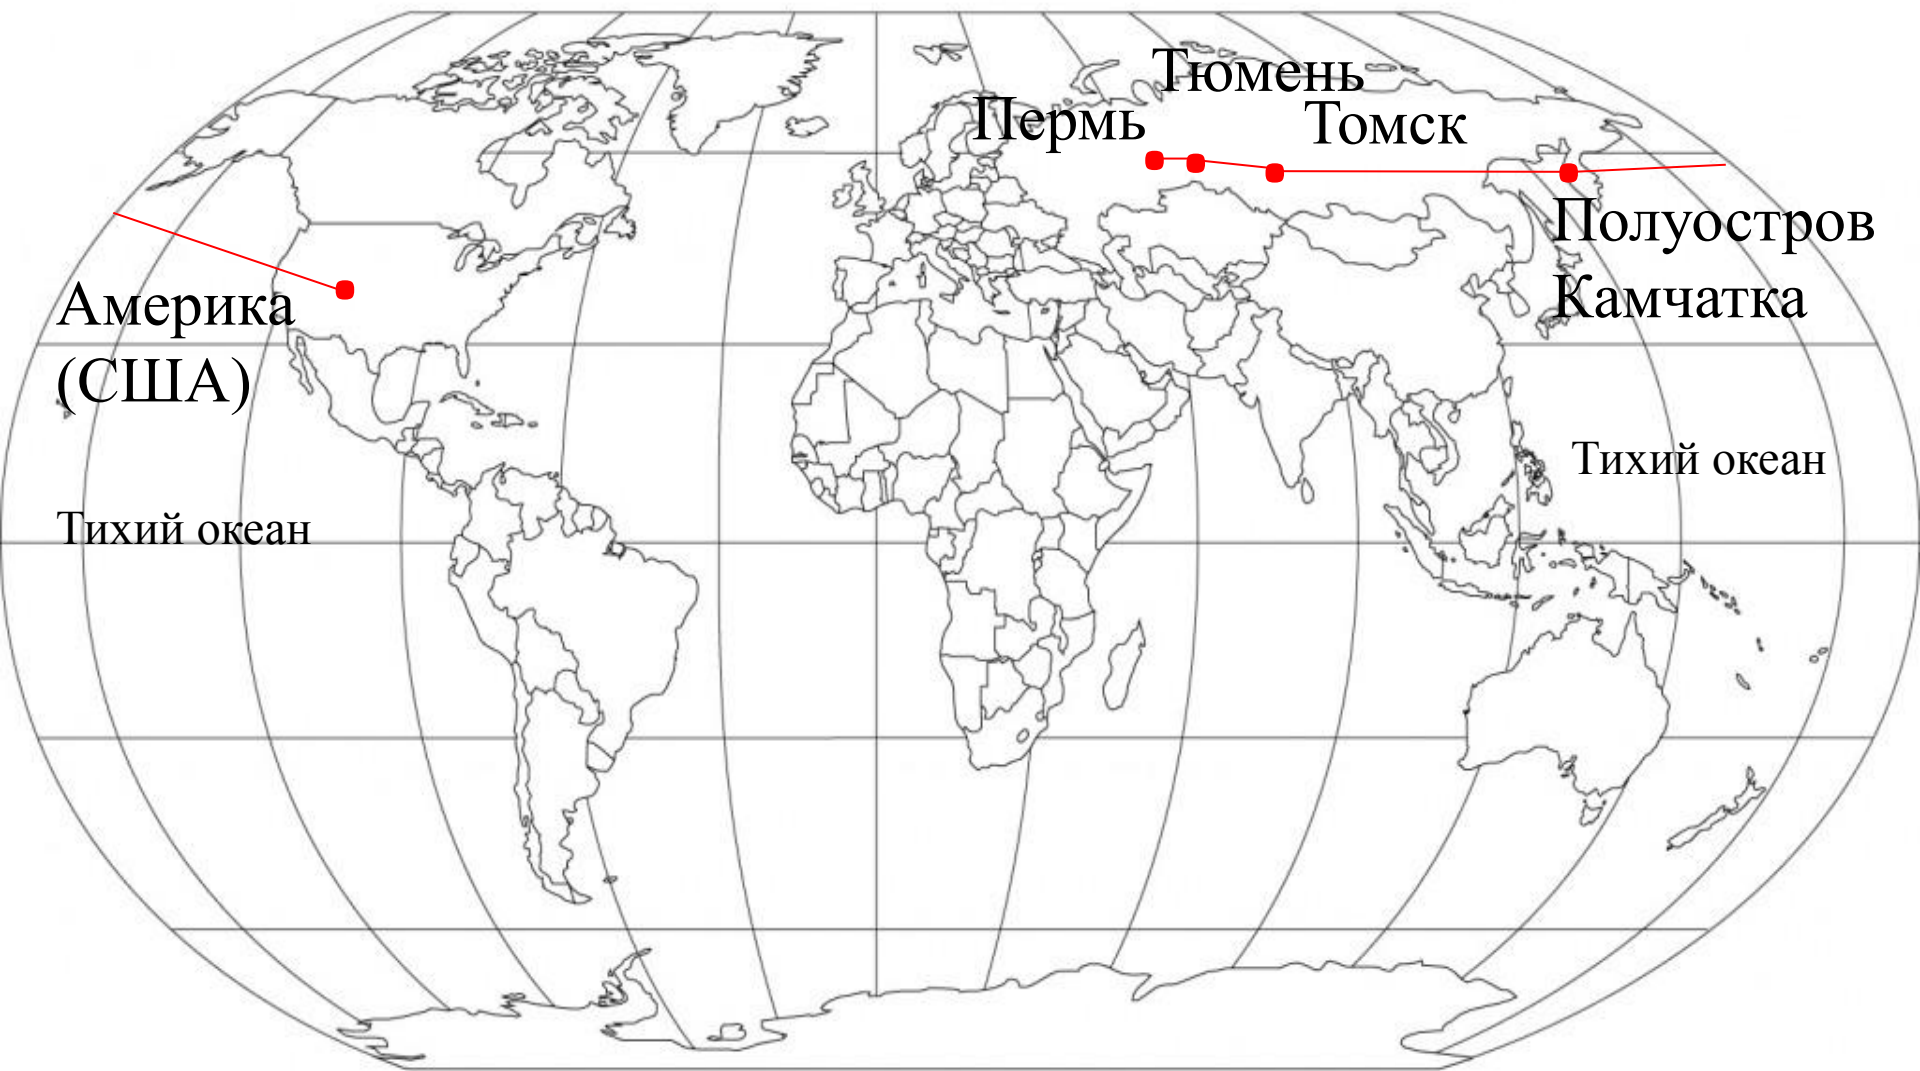 Тюмень
Пермь
Томск
Полуостров
Камчатка
Америка
(США)
Тихий океан
Тихий океан